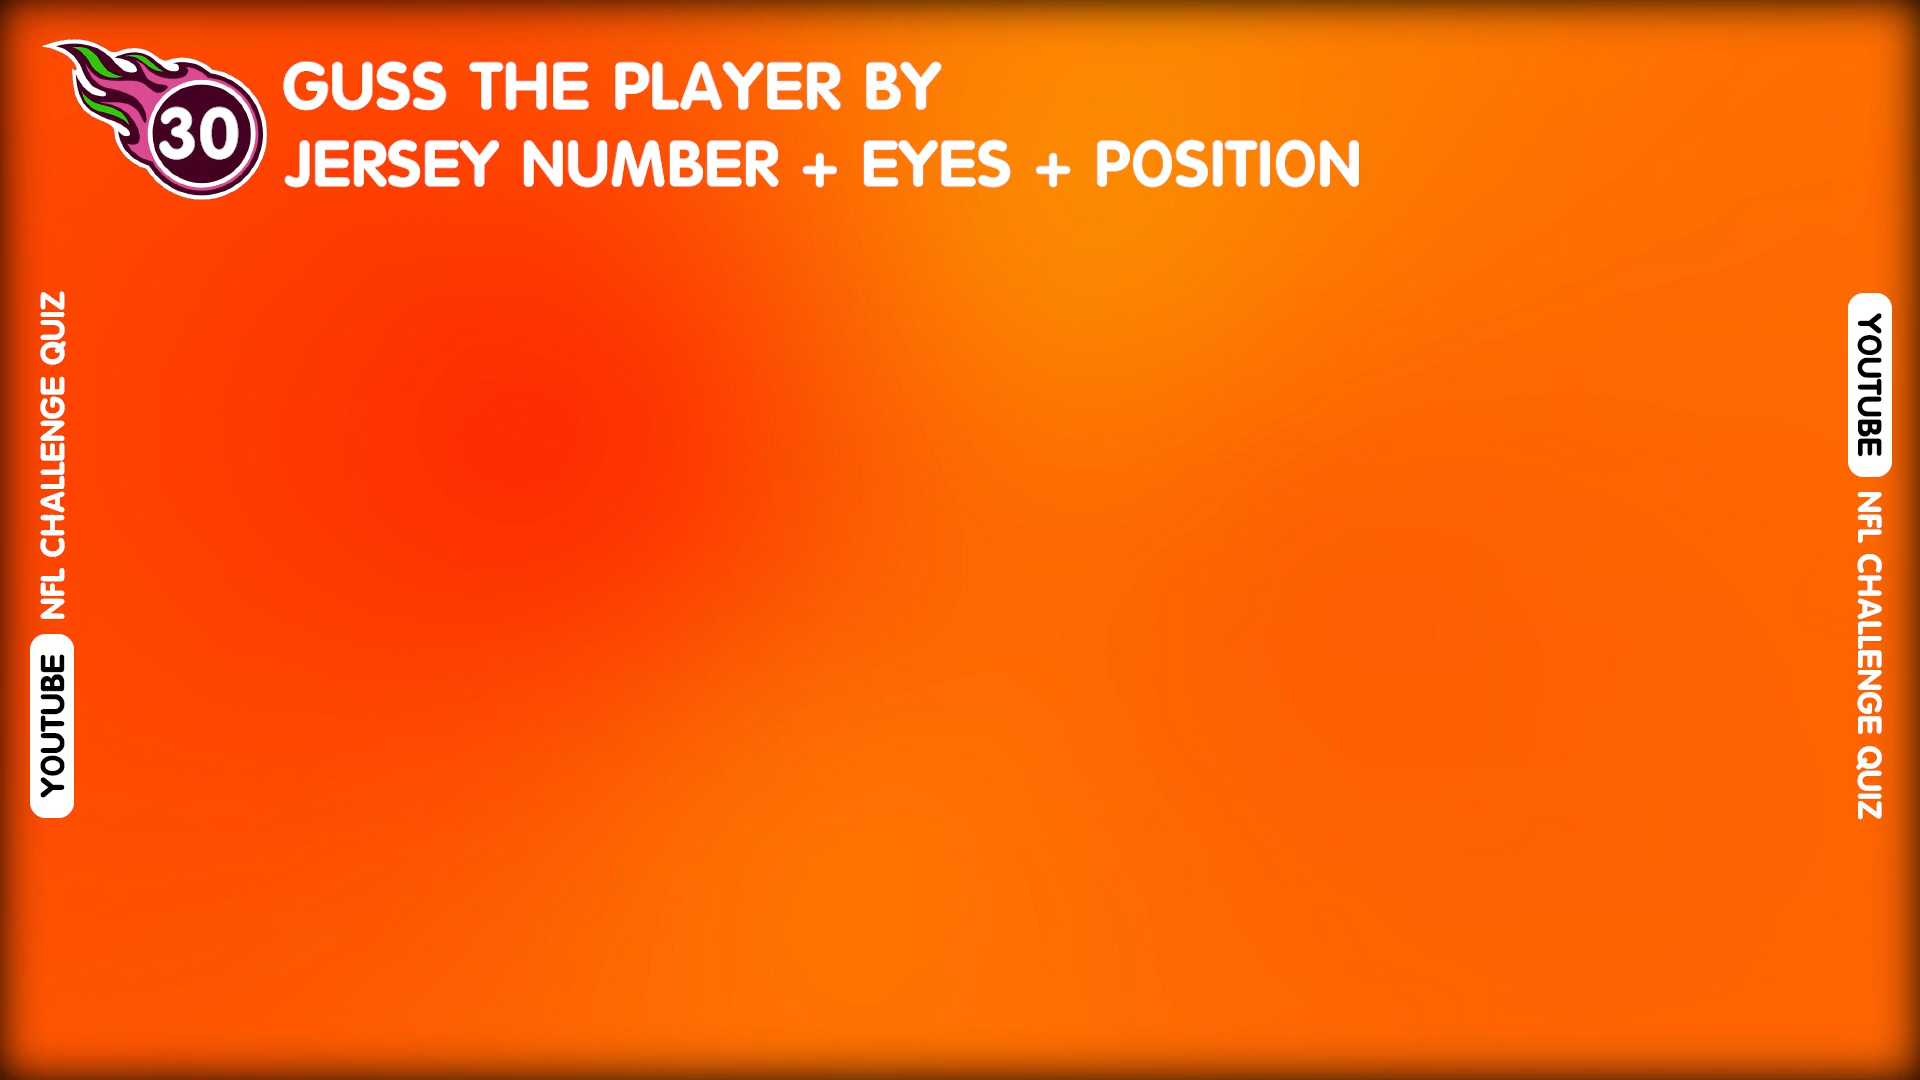 30
GUSS THE PLAYER BY
JERSEY NUMBER + EYES + POSITION
YOUTUBE NFL CHALLENGE QUIZ
YOUTUBE NFL CHALLENGE QUIZ